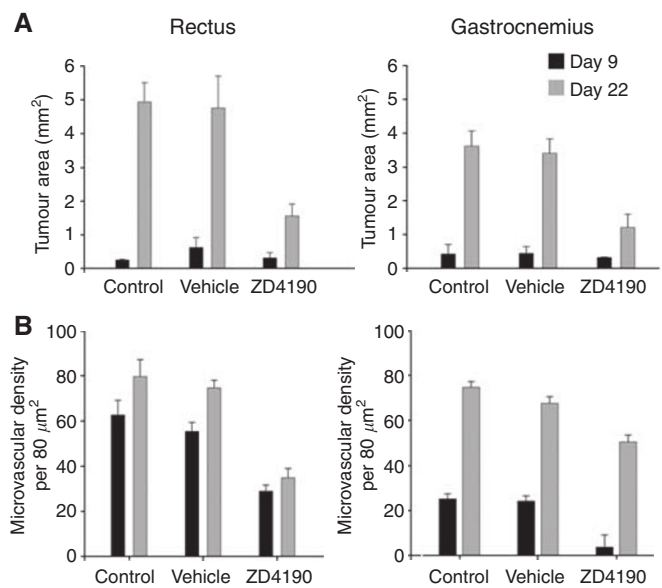 A
Rectus
Gastrocnemius
Tumour area (mm²)
6
5
4
3
2
1
0
Control Vehicle ZD4190
Tumour area (mm²)
6
5
4
3
2
1
0
Day 9
Day 22
Control Vehicle ZD4190
B
Microvascular density
per 80 μm²
100
80
60
40
20
0
Control Vehicle ZD4190
Microvascular density
per 80 μm²
100
80
60
40
20
0
Control Vehicle ZD4190